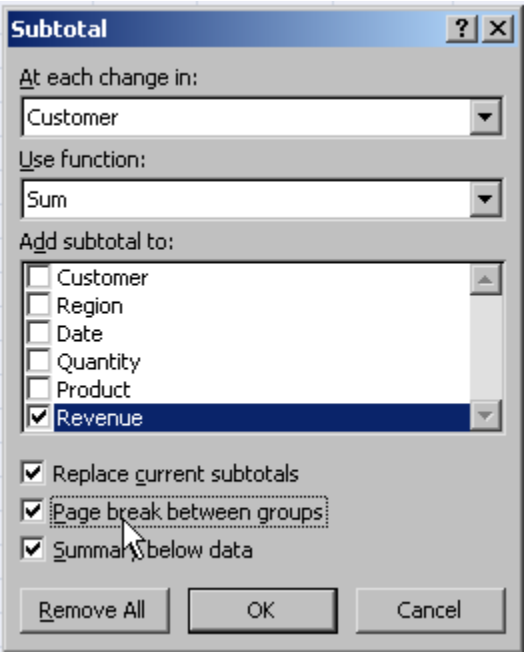 Subtotal
At each change in:
Customer
Use function:
Sum
Add subtotal to:
Customer
Region
Date
Quantity
Product
Revenue
Replace current subtotals
Page break between groups
Summary below data
Remove All OK Cancel